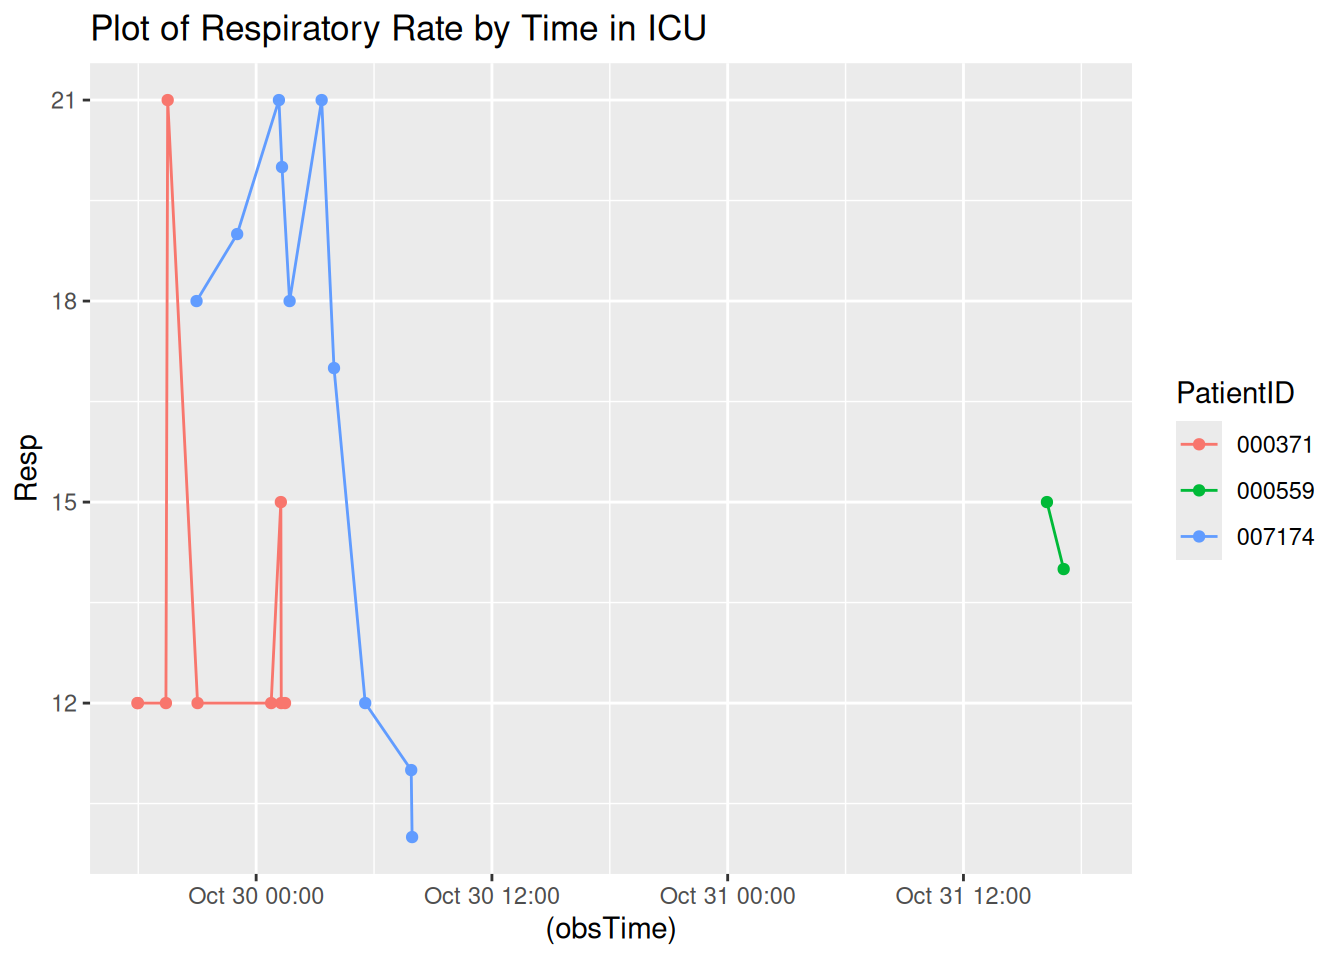 Plot of Respiratory Rate by Time in ICU
21
18
15
12
Resp
Oct 30 00:00
Oct 30 12:00
Oct 31 00:00
Oct 31 12:00
(obsTime)
PatientID
000371
000559
007174